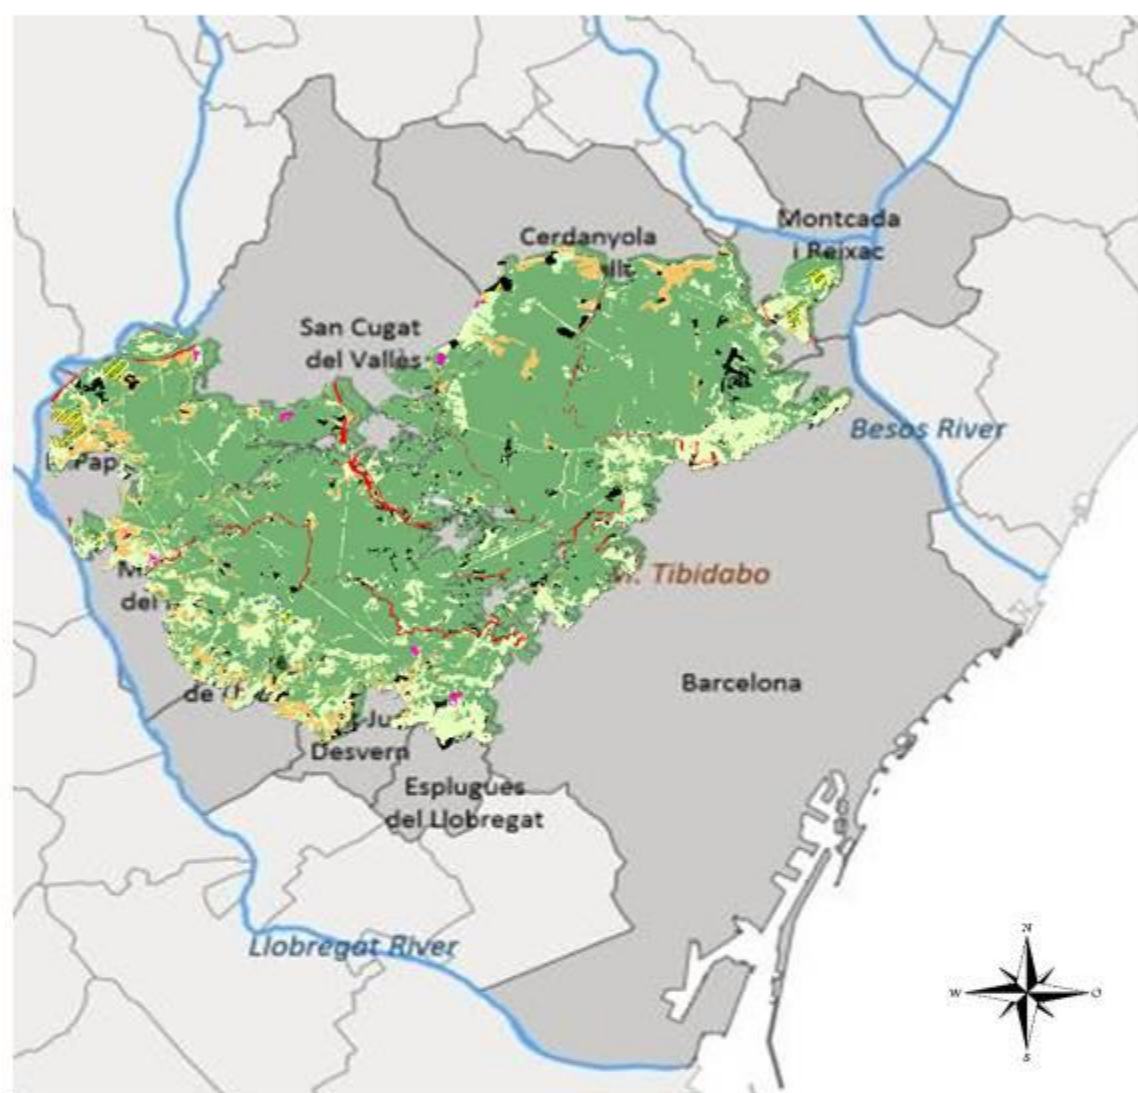 Montcada
i Reixac
Cerdanyola
San Cugat
del Vallès
Besos River
Tibidabo
Barcelona
Desvern
Esplugues
del Llobregat
Llobregat River
N
W
O
S